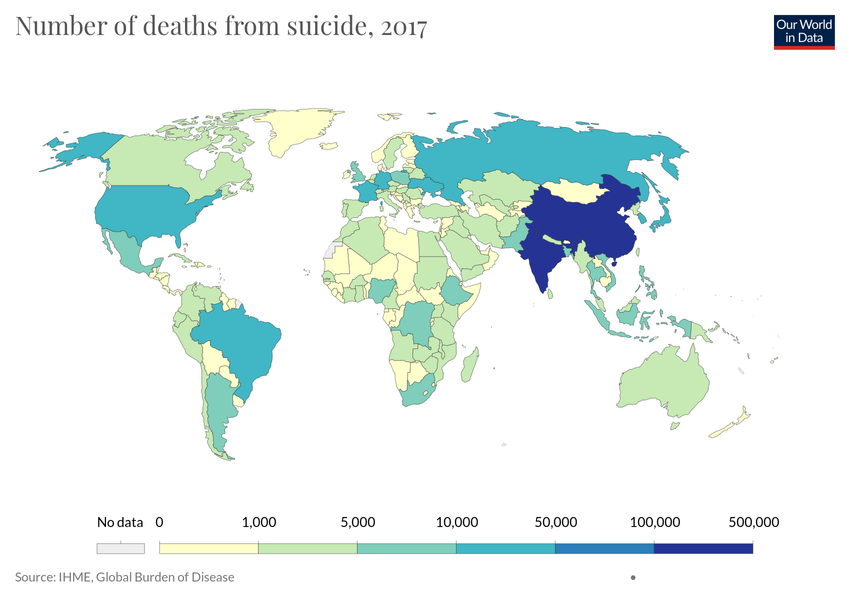 Number of deaths from suicide, 2017
Our World
in Data
No data
0
1,000
5,000
10,000
50,000
100,000
500,000
Source: IHME, Global Burden of Disease